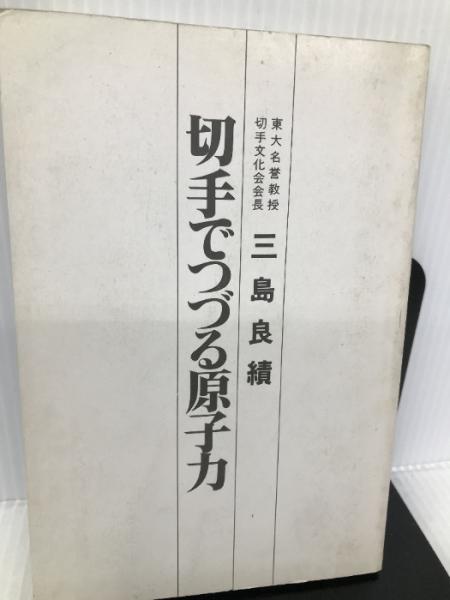 東大名誉教授
切手文化会会長
三島良績
切手でつづる原子力